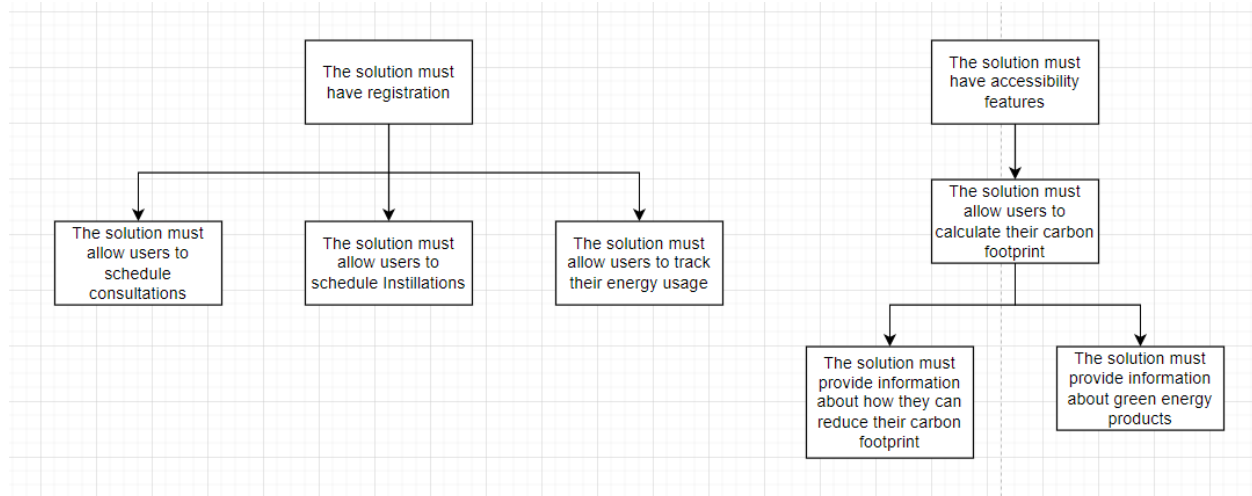 The solution must
have registration
The solution must
have accessibility
features
The solution must
allow users to
calculate their carbon
footprint
The solution must
allow users to
schedule
consultations
The solution must
allow users to
schedule Instillations
The solution must
allow users to track
their energy usage
The solution must
provide information
about how they can
reduce their carbon
footprint
The solution must
provide information
about green energy
products